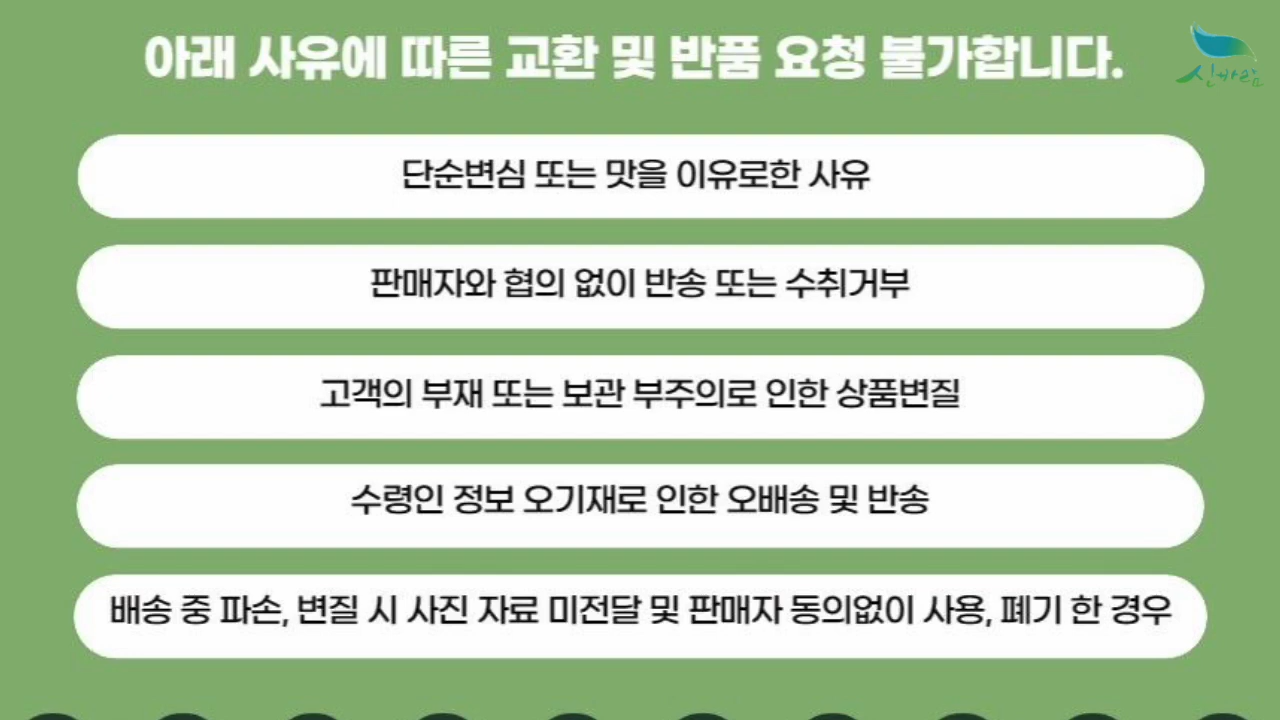 아래 사유에 따른 교환 및 반품 요청 불가합니다.
신바람
단순변심 또는 맛을 이유로한 사유
판매자와 협의 없이 반송 또는 수취거부
고객의 부재 또는 보관 부주의로 인한 상품변질
수령인 정보 오기재로 인한 오배송 및 반송
배송 중 파손, 변질 시 사진 자료 미전달 및 판매자 동의없이 사용, 폐기 한 경우